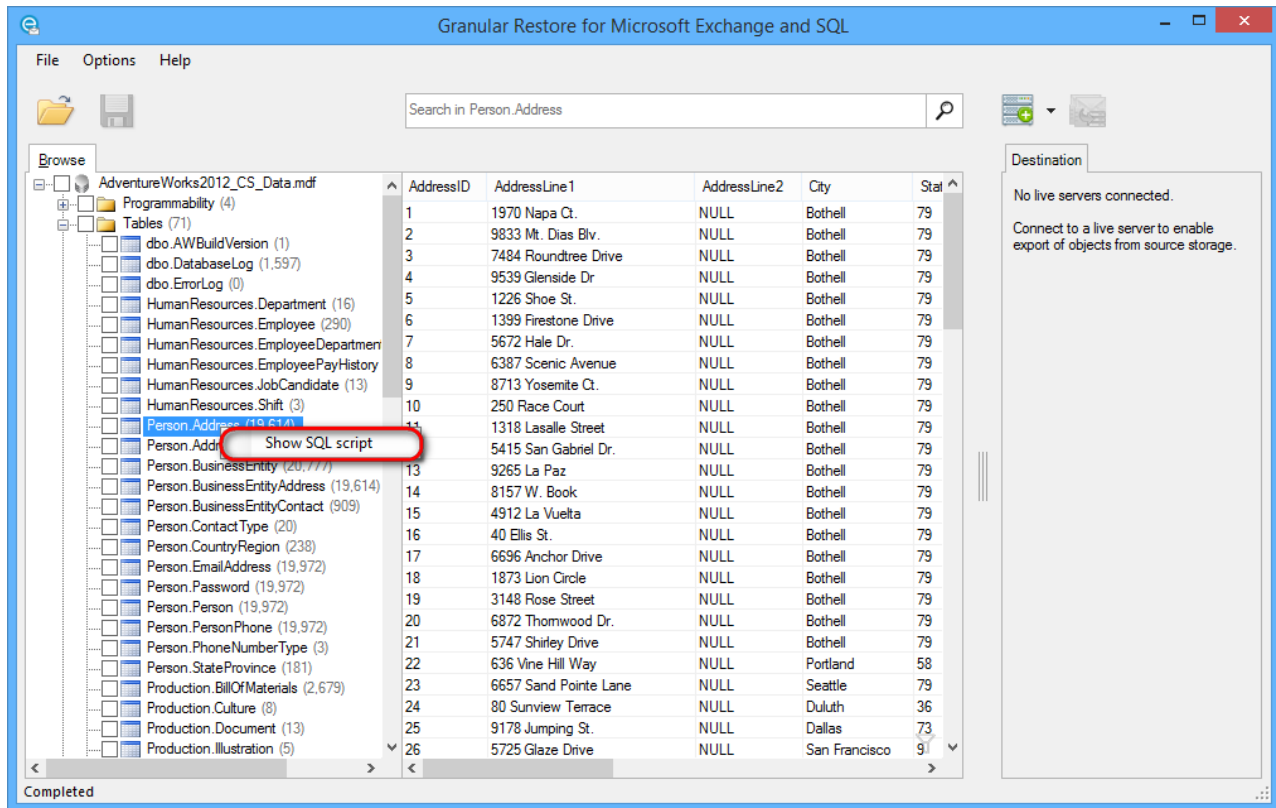 Granular Restore for Microsoft Exchange and SQL
File Options Help
Search in Person.Address
Browse
AdventureWorks2012_CS_Data.mdf
Programmability (4)
Tables (71)
dbo.AWBuildVersion (1)
dbo.DatabaseLog (1,597)
dbo.ErrorLog (0)
HumanResources.Department (16)
HumanResources.Employee (290)
HumanResources.EmployeeDepartment
HumanResources.EmployeePayHistory
HumanResources.JobCandidate (13)
HumanResources.Shift (3)
Person.Address (19,614)
Person.Addr
Show SQL script
Person.BusinessEntity (20,777)
Person.BusinessEntityAddress (19,614)
Person.BusinessEntityContact (909)
Person.ContactType (20)
Person.CountryRegion (238)
Person.EmailAddress (19,972)
Person.Password (19,972)
Person.Person (19,972)
Person.PersonPhone (19,972)
Person.PhoneNumberType (3)
Person.StateProvince (181)
Production.BillOfMaterials (2,679)
Production.Culture (8)
Production.Document (13)
Production.Illustration (5)
AddressID AddressLine1 AddressLine2 City Stat
1 1970 Napa Ct. NULL Bothell 79
2 9833 Mt. Dias Blv. NULL Bothell 79
3 7484 Roundtree Drive NULL Bothell 79
4 9539 Glenside Dr NULL Bothell 79
5 1226 Shoe St. NULL Bothell 79
6 1399 Firestone Drive NULL Bothell 79
7 5672 Hale Dr. NULL Bothell 79
8 6387 Scenic Avenue NULL Bothell 79
9 8713 Yosemite Ct. NULL Bothell 79
10 250 Race Court NULL Bothell 79
11 1318 Lasalle Street NULL Bothell 79
5415 San Gabriel Dr. NULL Bothell 79
13 9265 La Paz NULL Bothell 79
14 8157 W. Book NULL Bothell 79
15 4912 La Vuelta NULL Bothell 79
16 40 Ellis St. NULL Bothell 79
17 6696 Anchor Drive NULL Bothell 79
18 1873 Lion Circle NULL Bothell 79
19 3148 Rose Street NULL Bothell 79
20 6872 Thornwood Dr. NULL Bothell 79
21 5747 Shirley Drive NULL Bothell 79
22 636 Vine Hill Way NULL Portland 58
23 6657 Sand Pointe Lane NULL Seattle 79
24 80 Sunview Terrace NULL Duluth 36
25 9178 Jumping St. NULL Dallas 73
26 5725 Glaze Drive NULL San Francisco 9
Destination
No live servers connected.
Connect to a live server to enable
export of objects from source storage.
Completed